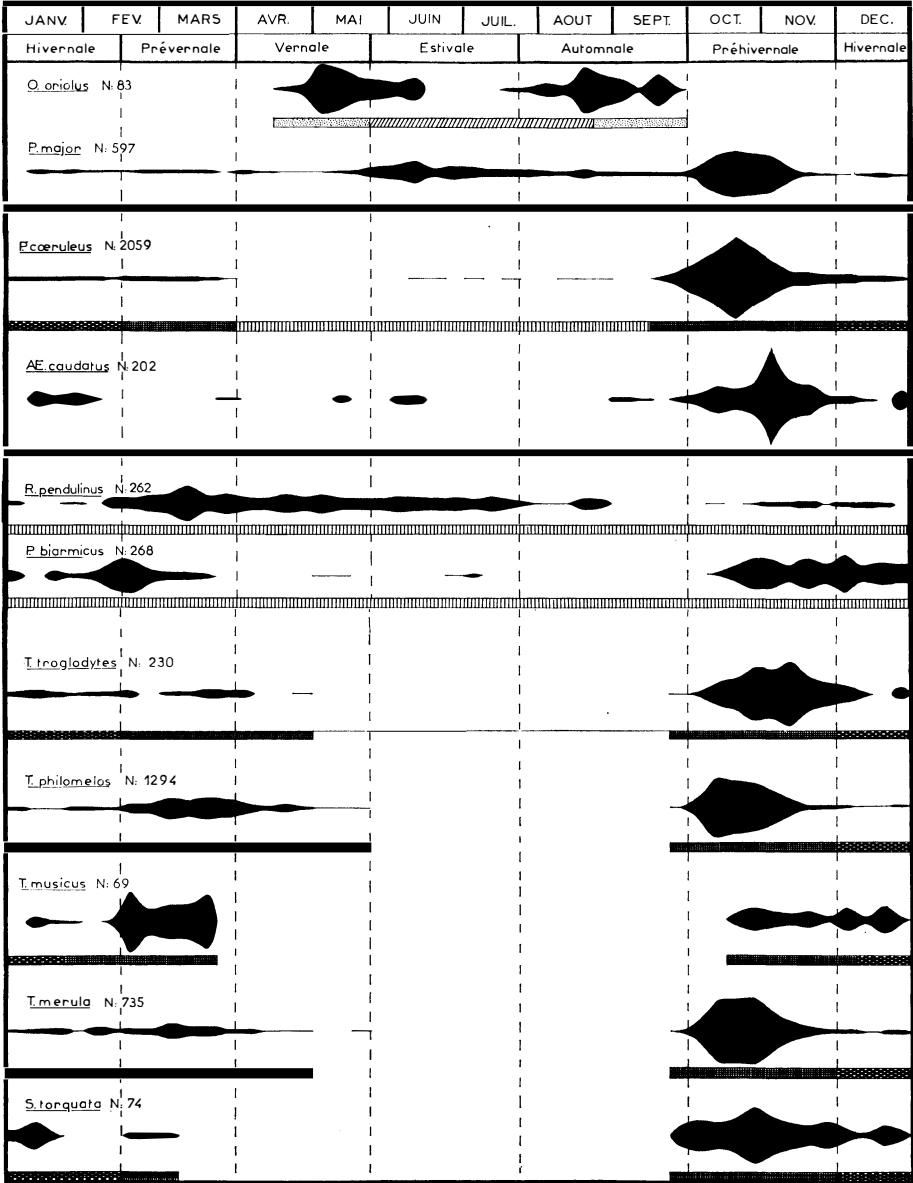 JANV. FEV. MARS AVR. MAI JUIN JUIL. AOUT SEPT. OCT. NOV. DEC.
Hivernale Prévernale Vernale Estivale Automnale Préhivernale Hivernale
O. oriolus N: 83
P. major N: 597
P. cœruleus N: 2059
AE. caudatus N: 202
R. pendulinus N: 262
P. biarmicus N: 268
T. troglodytes N: 230
T. philomelos N: 1294
T. musicus N: 69
T. merula N: 735
S. torquata N: 74